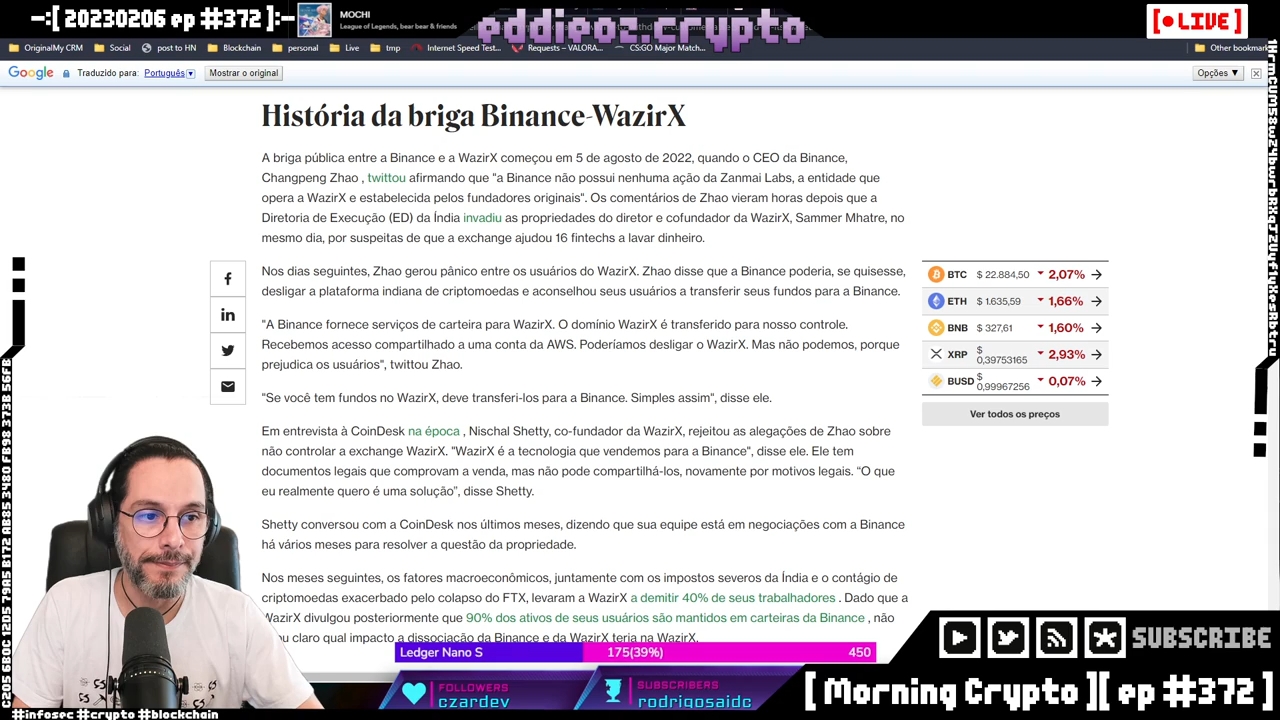 -:[ 20230206 ep #372 ]:-
MOCHI
League of Legends, bear bear & friends
eddieoz.crypto
[● LIVE]
OriginalMy CRM
Social
post to HN
Blockchain
personal
Live
tmp
Internet Speed Test...
Requests – VALORA...
CS:GO Major Match...
Other bookmark
Google Traduzido para: Português Mostrar o original
Opções ▼
História da briga Binance-WazirX
A briga pública entre a Binance e a WazirX começou em 5 de agosto de 2022, quando o CEO da Binance,
Changpeng Zhao , twittou afirmando que "a Binance não possui nenhuma ação da Zanmai Labs, a entidade que
opera a WazirX e estabelecida pelos fundadores originais". Os comentários de Zhao vieram horas depois que a
Diretoria de Execução (ED) da Índia invadiu as propriedades do diretor e cofundador da WazirX, Sammer Mhatre, no
mesmo dia, por suspeitas de que a exchange ajudou 16 fintechs a lavar dinheiro.
Nos dias seguintes, Zhao gerou pânico entre os usuários do WazirX. Zhao disse que a Binance poderia, se quisesse,
desligar a plataforma indiana de criptomoedas e aconselhou seus usuários a transferir seus fundos para a Binance.
"A Binance fornece serviços de carteira para WazirX. O domínio WazirX é transferido para nosso controle.
Recebemos acesso compartilhado a uma conta da AWS. Poderíamos desligar o WazirX. Mas não podemos, porque
prejudica os usuários", twittou Zhao.
"Se você tem fundos no WazirX, deve transferi-los para a Binance. Simples assim", disse ele.
Em entrevista à CoinDesk na época , Nischal Shetty, co-fundador da WazirX, rejeitou as alegações de Zhao sobre
não controlar a exchange WazirX. "WazirX é a tecnologia que vendemos para a Binance", disse ele. Ele tem
documentos legais que comprovam a venda, mas não pode compartilhá-los, novamente por motivos legais. “O que
eu realmente quero é uma solução”, disse Shetty.
Shetty conversou com a CoinDesk nos últimos meses, dizendo que sua equipe está em negociações com a Binance
há vários meses para resolver a questão da propriedade.
Nos meses seguintes, os fatores macroeconômicos, juntamente com os impostos severos da Índia e o contágio de
criptomoedas exacerbado pelo colapso do FTX, levaram a WazirX a demitir 40% de seus trabalhadores . Dado que a
WazirX divulgou posteriormente que 90% dos ativos de seus usuários são mantidos em carteiras da Binance , não
claro qual impacto a dissociação da Binance e da WazirX teria na WazirX.
BTC $ 22.884,50 2,07%
ETH $ 1.635,59 1,66%
BNB $ 327,61 1,60%
XRP $ 0,39753165 2,93%
BUSD $ 0,99967256 0,07%
Ver todos os preços
Ledger Nano S 175(39%) 450
FOLLOWERS
czardev
SUBSCRIBERS
rodrigosaidc
SUBSCRIBE
[ Morning Crypto ][ ep #372 ]
#infosec #crypto #blockchain